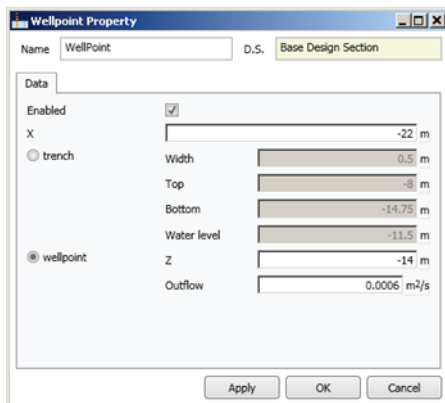 Wellpoint Property
Name WellPoint D.S. Base Design Section
Data
Enabled
X -22 m
trench Width 0.5 m
Top -8 m
Bottom -14.75 m
Water level -11.5 m
wellpoint Z -14 m
Outflow 0.0006 m2/s
Apply OK Cancel